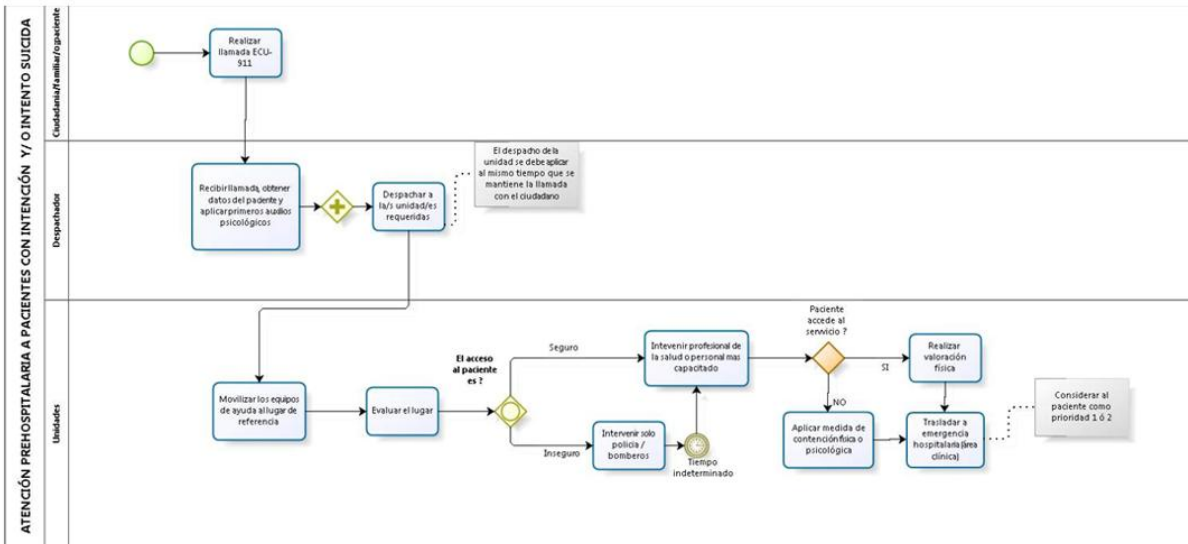 ATENCIÓN PREHOSPITALARIA A PACIENTES CON INTENCIÓN Y/O INTENTO SUICIDA
Ciudadanía/familiar/o paciente
Realizar
llamada ECU-
911
Despachador
Recibir llamada, obtener
datos del paciente y
aplicar primeros auxilios
psicológicos
Despachar a
la/s unidad/es
requeridas
El despacho de la
unidad se debe aplicar
al mismo tiempo que se
mantiene la llamada
con el ciudadano
Unidades
Movilizar los equipos
de ayuda al lugar de
referencia
Evaluar el lugar
El acceso
al paciente
es ?
Seguro
Inseguro
Intevenir solo
policia /
bomberos
Tiempo
indeterminado
Intevenir profesional de
la salud o personal mas
capacitado
Paciente
accede al
servvicio ?
SI
NO
Realizar
valoración
física
Aplicar medida de
contención física o
psicológica
Trasladar a
emergencia
hospitalaria (área
clínica)
Considerar al
paciente como
prioridad 1 ó 2